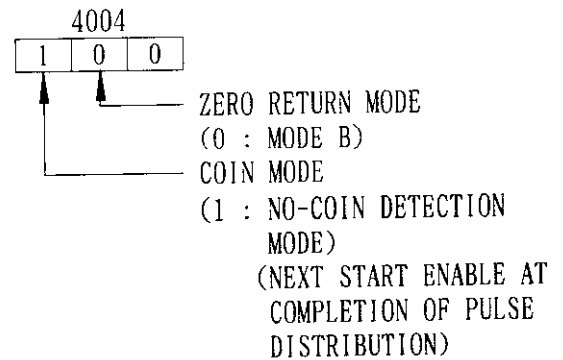 4004
1 0 0
ZERO RETURN MODE
(0 : MODE B)
COIN MODE
(1 : NO-COIN DETECTION
MODE)
(NEXT START ENABLE AT
COMPLETION OF PULSE
DISTRIBUTION)